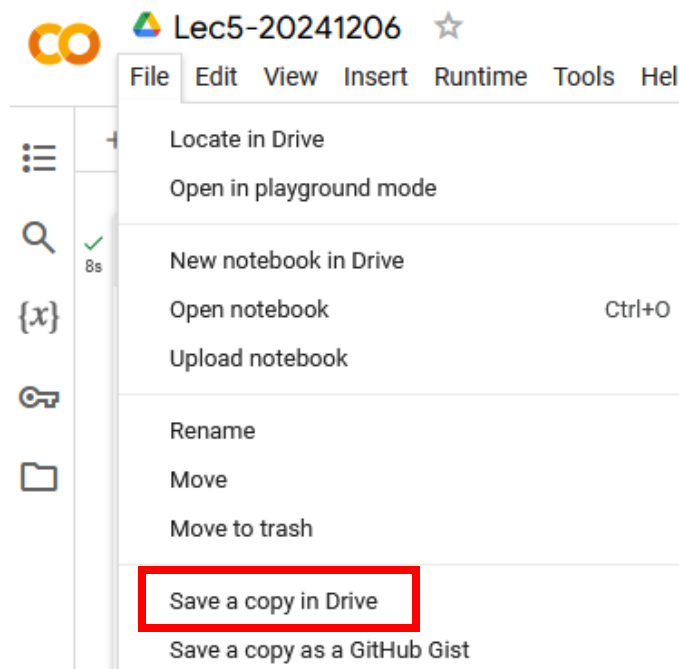 Lec5-20241206
File Edit View Insert Runtime Tools Hel
Locate in Drive
Open in playground mode
8s
New notebook in Drive
Open notebook Ctrl+O
{x}
Upload notebook
Rename
Move
Move to trash
Save a copy in Drive
Save a copy as a GitHub Gist